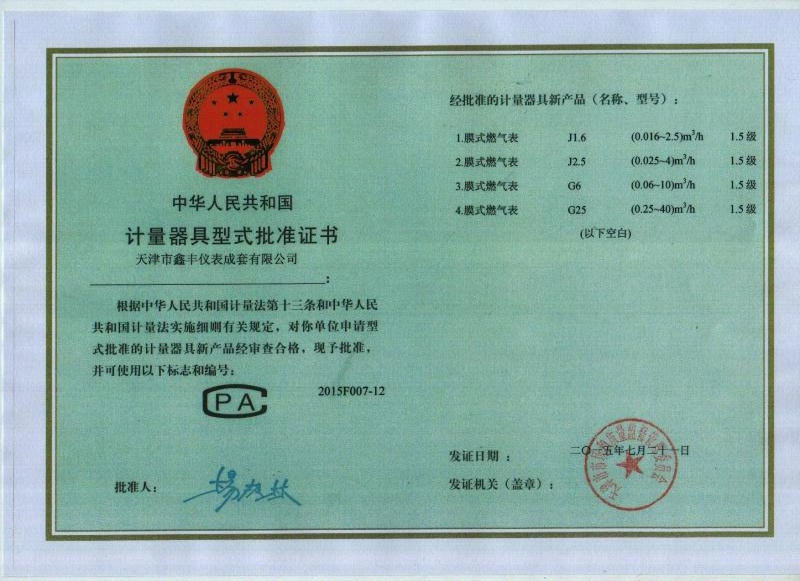 中华人民共和国
计量器具型式批准证书
天津市鑫丰仪表成套有限公司
：
根据中华人民共和国计量法第十三条和中华人民
共和国计量法实施细则有关规定，对你单位申请型
式批准的计量器具新产品经审查合格，现予批准，
并可使用以下标志和编号：
CPA 2015F007-12
批准人：
经批准的计量器具新产品（名称、型号）：
1.膜式燃气表 J1.6 (0.016~2.5)m³/h 1.5 级
2.膜式燃气表 J2.5 (0.025~4)m³/h 1.5 级
3.膜式燃气表 G6 (0.06~10)m³/h 1.5 级
4.膜式燃气表 G25 (0.25~40)m³/h 1.5 级
(以下空白)
发证日期： 二〇一五年七月二十一日
发证机关（盖章）：